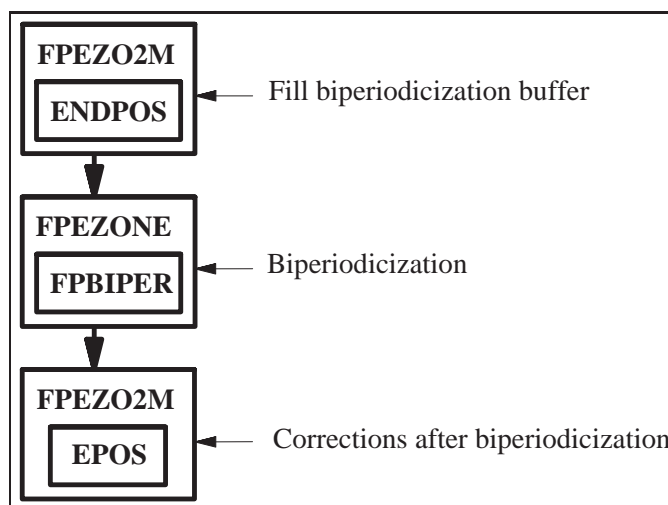 FPEZO2M
ENDPOS
Fill biperiodicization buffer
FPEZONE
FPBIPER
Biperiodicization
FPEZO2M
EPOS
Corrections after biperiodicization